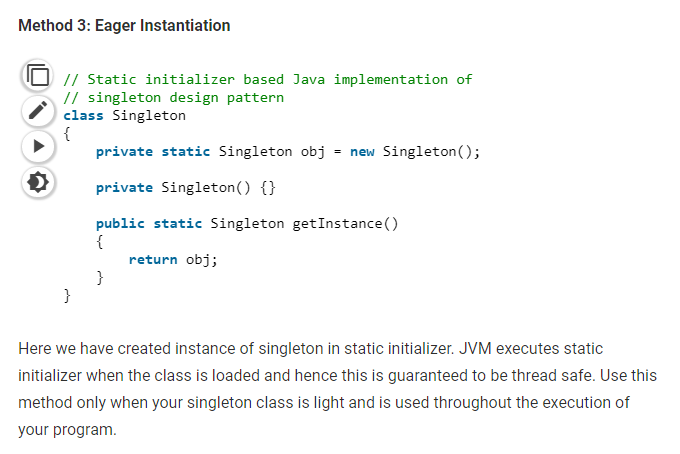 Method 3: Eager Instantiation
// Static initializer based Java implementation of
// singleton design pattern
class Singleton
{
    private static Singleton obj = new Singleton();
    private Singleton() {}
    public static Singleton getInstance()
    {
        return obj;
    }
}
Here we have created instance of singleton in static initializer. JVM executes static
initializer when the class is loaded and hence this is guaranteed to be thread safe. Use this
method only when your singleton class is light and is used throughout the execution of
your program.